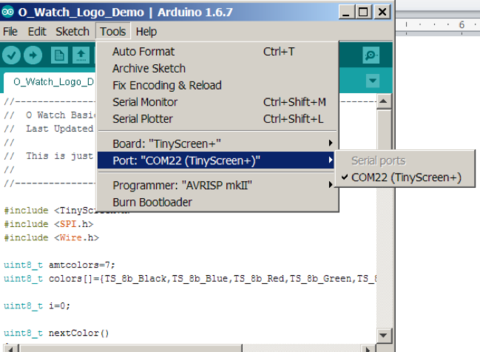 O_Watch_Logo_Demo | Arduino 1.6.7
File Edit Sketch Tools Help
6
Auto Format Ctrl+T
Archive Sketch
Fix Encoding & Reload
Serial Monitor Ctrl+Shift+M
Serial Plotter Ctrl+Shift+L
Board: "TinyScreen+"
Port: "COM22 (TinyScreen+)"
Serial ports
✓ COM22 (TinyScreen+)
Programmer: "AVRISP mkII"
Burn Bootloader
O_Watch_Logo_D
//
// O Watch Basi
// Last Updated
//
// This is just
//
//
#include <TinyScreen.h>
#include <SPI.h>
#include <Wire.h>
uint8_t amtcolors=7;
uint8_t colors[]={TS_8b_Black,TS_8b_Blue,TS_8b_Red,TS_8b_Green,TS_8
uint8_t i=0;
uint8_t nextColor()